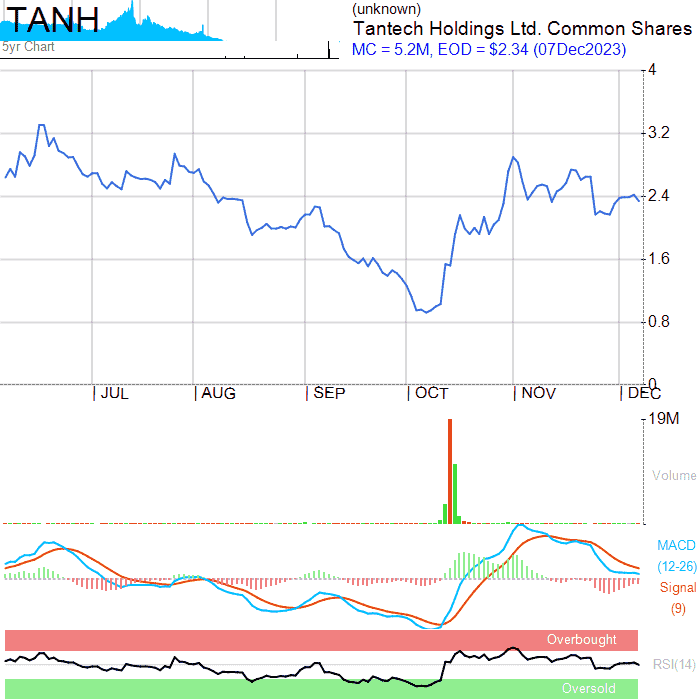 TANH
5yr Chart
(unknown)
Tantech Holdings Ltd. Common Shares
MC = 5.2M, EOD = $2.34 (07Dec2023)
4
3.2
2.4
1.6
0.8
0
JUL AUG SEP OCT NOV DEC
19M
Volume
MACD
(12-26)
Signal
(9)
Overbought
RSI(14)
Oversold